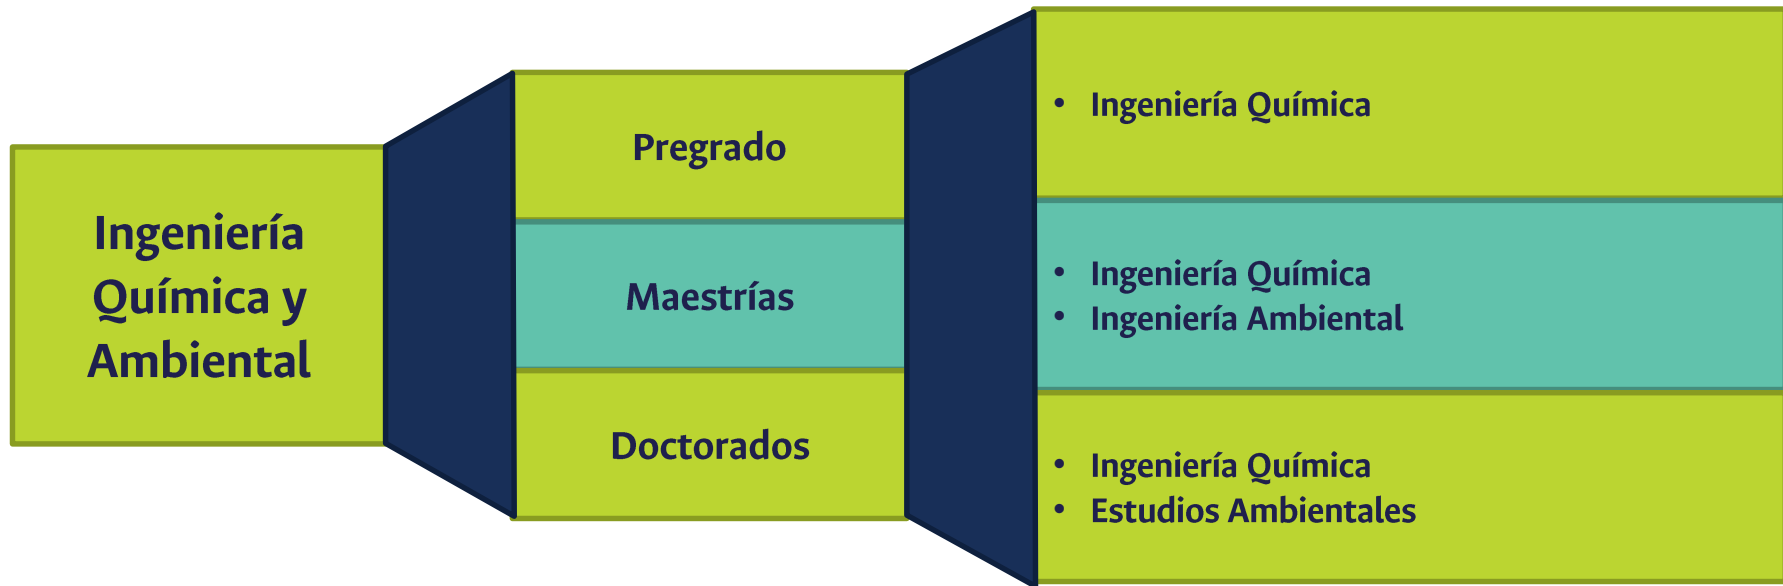 Ingeniería
Química y
Ambiental
Pregrado
Maestrías
Doctorados
• Ingeniería Química
• Ingeniería Química
• Ingeniería Ambiental
• Ingeniería Química
• Estudios Ambientales